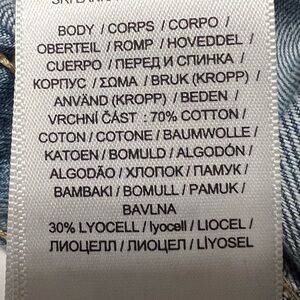 BODY / CORPS / CORPO /
OBERTEIL / ROMP / HOVEDDEL /
CUERPO / ПЕРЕД И СПИНКА /
КОРПУС / ΣΩΜΑ / BRUK (KROPP) /
ANVÄND (KROPP) / BEDEN /
VRCHNÍ ČÁST : 70% COTTON /
COTON / COTONE / BAUMWOLLE /
KATOEN / BOMULD / ALGODÓN /
ALGODÃO / ХЛОПОК / ПАМУК /
BAMBAKI / BOMULL / PAMUK /
BAVLNA
30% LYOCELL / lyocell / LIOCEL /
ЛИОЦЕЛЛ / ЛИОЦЕЛ / LİYOSEL